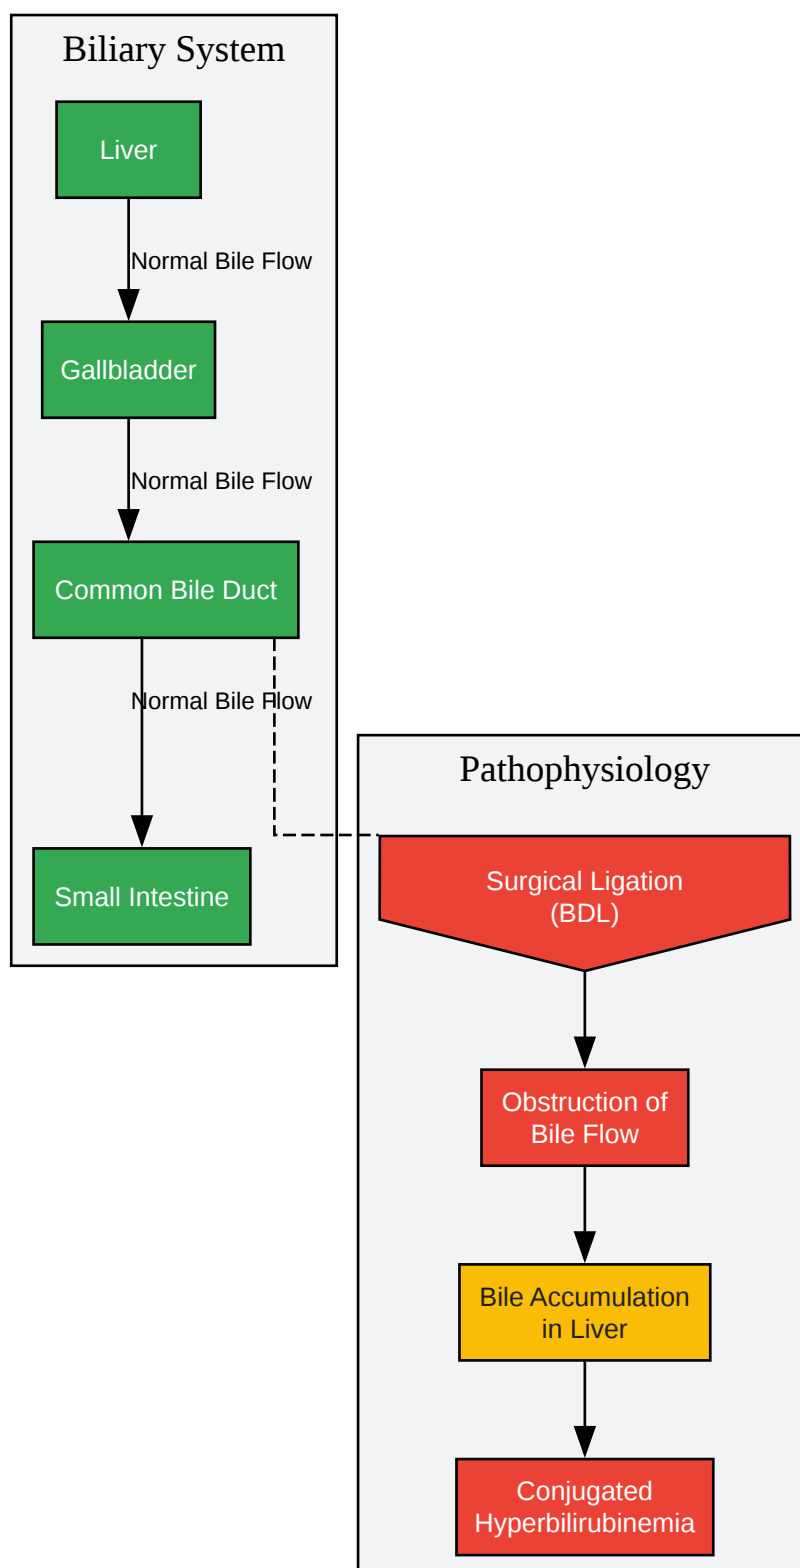 Biliary System
Liver
Normal Bile Flow
Gallbladder
Normal Bile Flow
Common Bile Duct
Normal Bile Flow
Small Intestine
Pathophysiology
Surgical Ligation
(BDL)
Obstruction of
Bile Flow
Bile Accumulation
in Liver
Conjugated
Hyperbilirubinemia